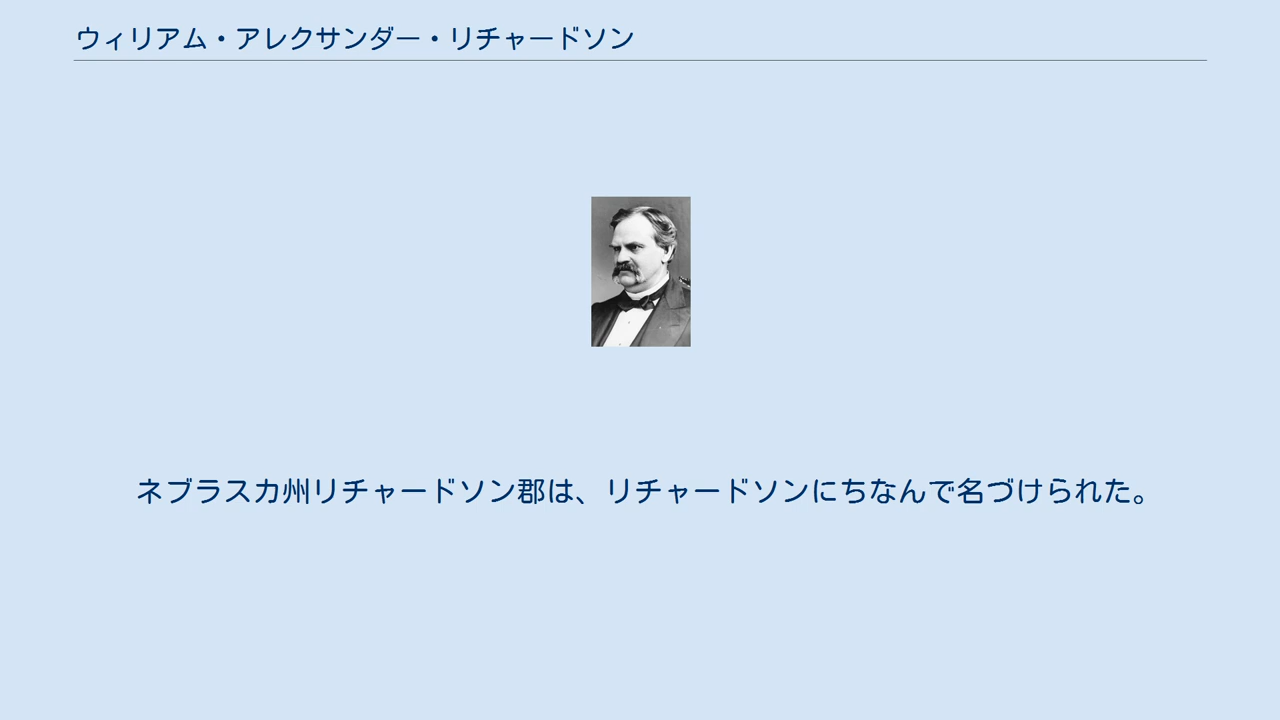 ウィリアム・アレクサンダー・リチャードソン
ネブラスカ州リチャードソン郡は、リチャードソンにちなんで名づけられた。